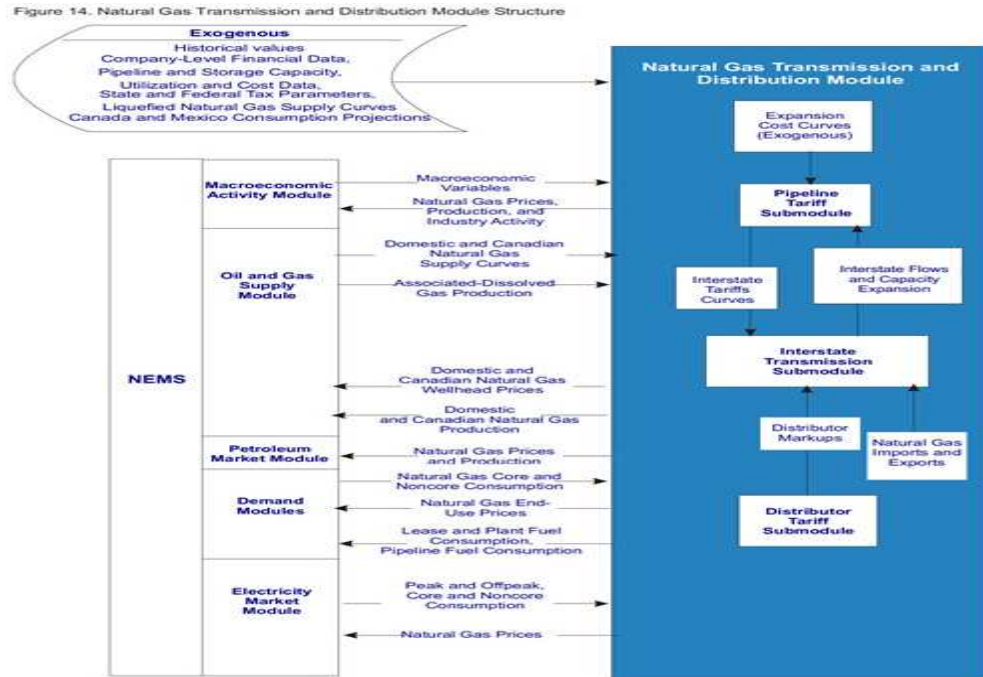 Figure 14. Natural Gas Transmission and Distribution Module Structure
Exogenous
Historical values
Company-Level Financial Data,
Pipeline and Storage Capacity,
Utilization and Cost Data,
State and Federal Tax Parameters,
Liquefied Natural Gas Supply Curves
Canada and Mexico Consumption Projections
Natural Gas Transmission and
Distribution Module
Expansion
Cost Curves
(Exogenous)
Pipeline
Tariff
Submodule
Interstate
Tariffs
Curves
Interstate Flows
and Capacity
Expansion
Interstate
Transmission
Submodule
Distributor
Markups
Natural Gas
Imports and
Exports
Distributor
Tariff
Submodule
NEMS
Macroeconomic
Activity Module
Macroeconomic
Variables
Natural Gas Prices,
Production, and
Industry Activity
Oil and Gas
Supply Module
Domestic and Canadian
Natural Gas
Supply Curves
Associated-Dissolved
Gas Production
Domestic and
Canadian Natural Gas
Wellhead Prices
Domestic
and Canadian Natural Gas
Production
Petroleum
Market Module
Natural Gas Prices
and Production
Demand
Modules
Natural Gas Core and
Noncore Consumption
Natural Gas End-
Use Prices
Lease and Plant Fuel
Consumption,
Pipeline Fuel Consumption
Electricity
Market
Module
Peak and Offpeak,
Core and Noncore
Consumption
Natural Gas Prices